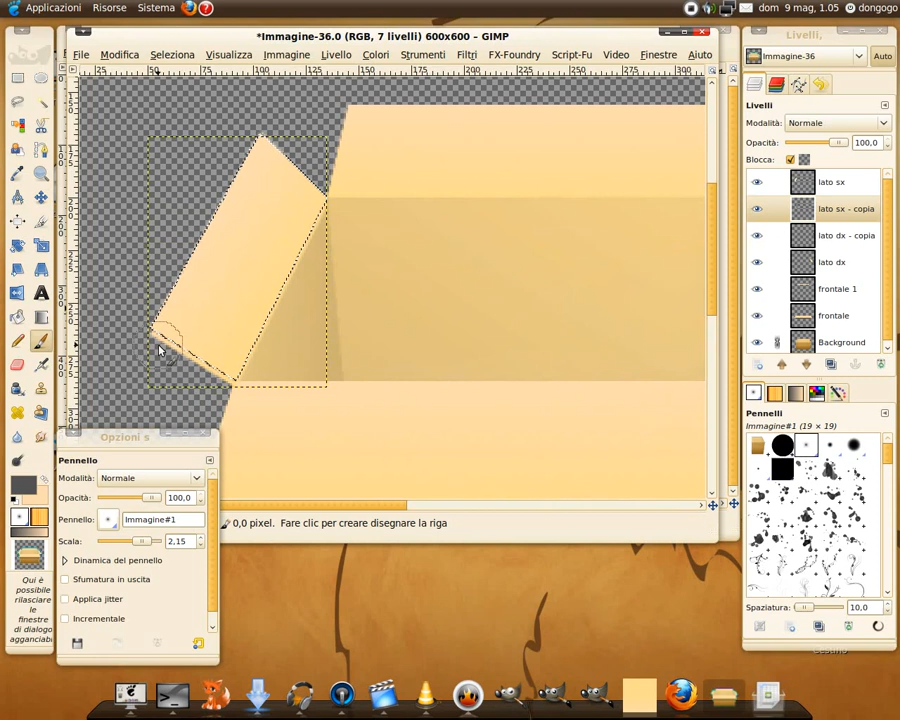 Applicazioni Risorse Sistema ? dom 9 mag, 1.05 dongogo
*Immagine-36.0 (RGB, 7 livelli) 600x600 – GIMP
File Modifica Seleziona Visualizza Immagine Livello Colori Strumenti Filtri FX-Foundry Script-Fu Video Finestre Aiuto
25 50 75 100 125 150 175 200 225 250 275 300
Livelli,
Immagine-36 Auto
Livelli
Modalità: Normale
Opacità: 100,0
Blocca:
lato sx
lato sx - copia
lato dx - copia
lato dx
frontale 1
frontale
Background
Pennelli
Immagine#1 (19 × 19)
Spaziatura: 10,0
Opzioni s
Pennello
Modalità: Normale
Opacità: 100,0
Pennello: Immagine#1
Scala: 2,15
Dinamica del pennello
Sfumatura in uscita
Applica jitter
Incrementale
0,0 pixel. Fare clic per creare disegnare la riga
Qui è
possibile
rilasciare
le
finestre
di dialogo
agganciabi